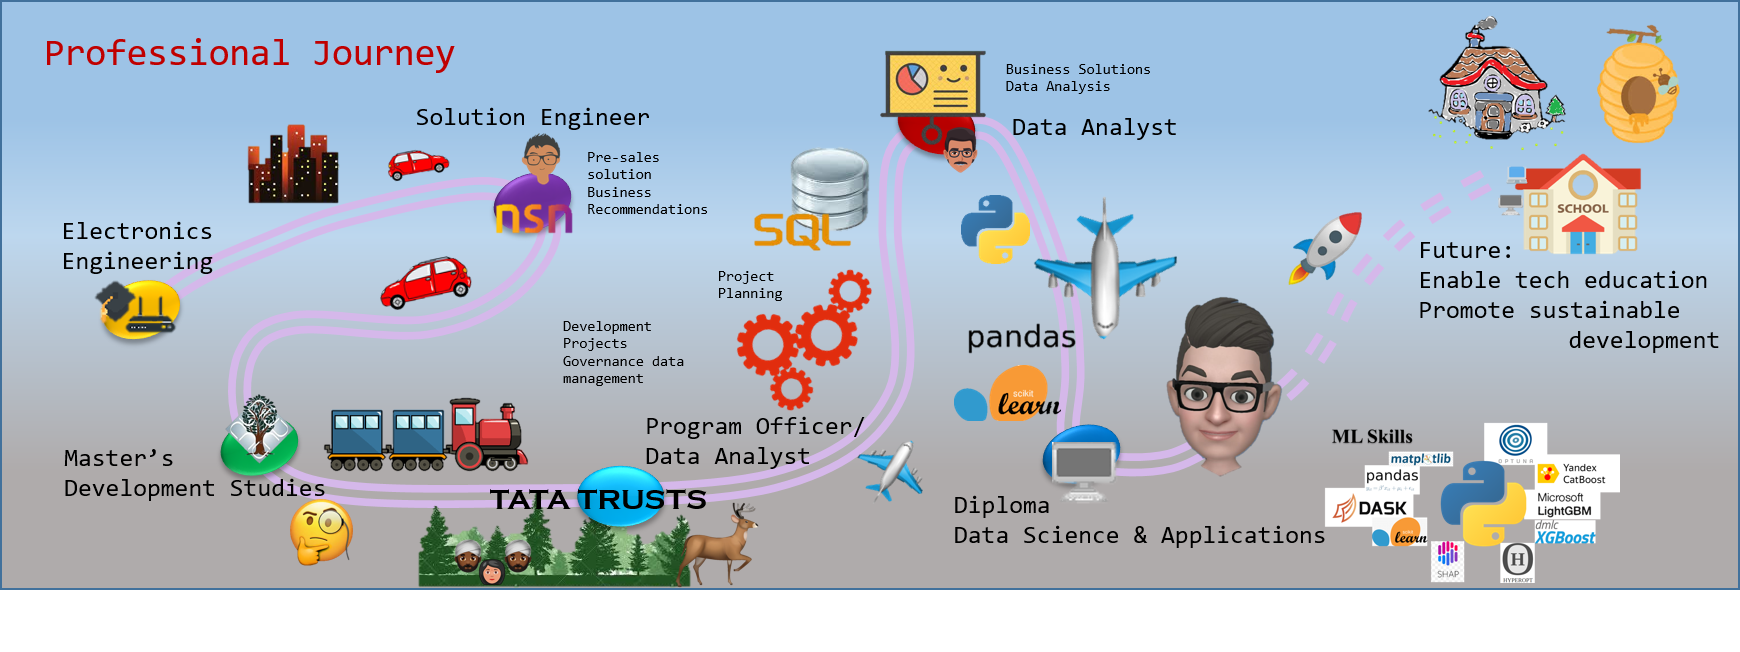 Professional Journey
Electronics
Engineering
Solution Engineer
nsn
Pre-sales
solution
Business
Recommendations
Master’s
Development Studies
TATA TRUSTS
Development
Projects
Governance data
management
Project
Planning
SQL
Program Officer/
Data Analyst
Business Solutions
Data Analysis
Data Analyst
pandas
scikit
learn
Diploma
Data Science & Applications
SCHOOL
Future:
Enable tech education
Promote sustainable
development
ML Skills
matplotlib
pandas
DASK
learn
SHAP
OPTUNA
Yandex
CatBoost
Microsoft
LightGBM
dmlc
XGBoost
H
HYPEROPT